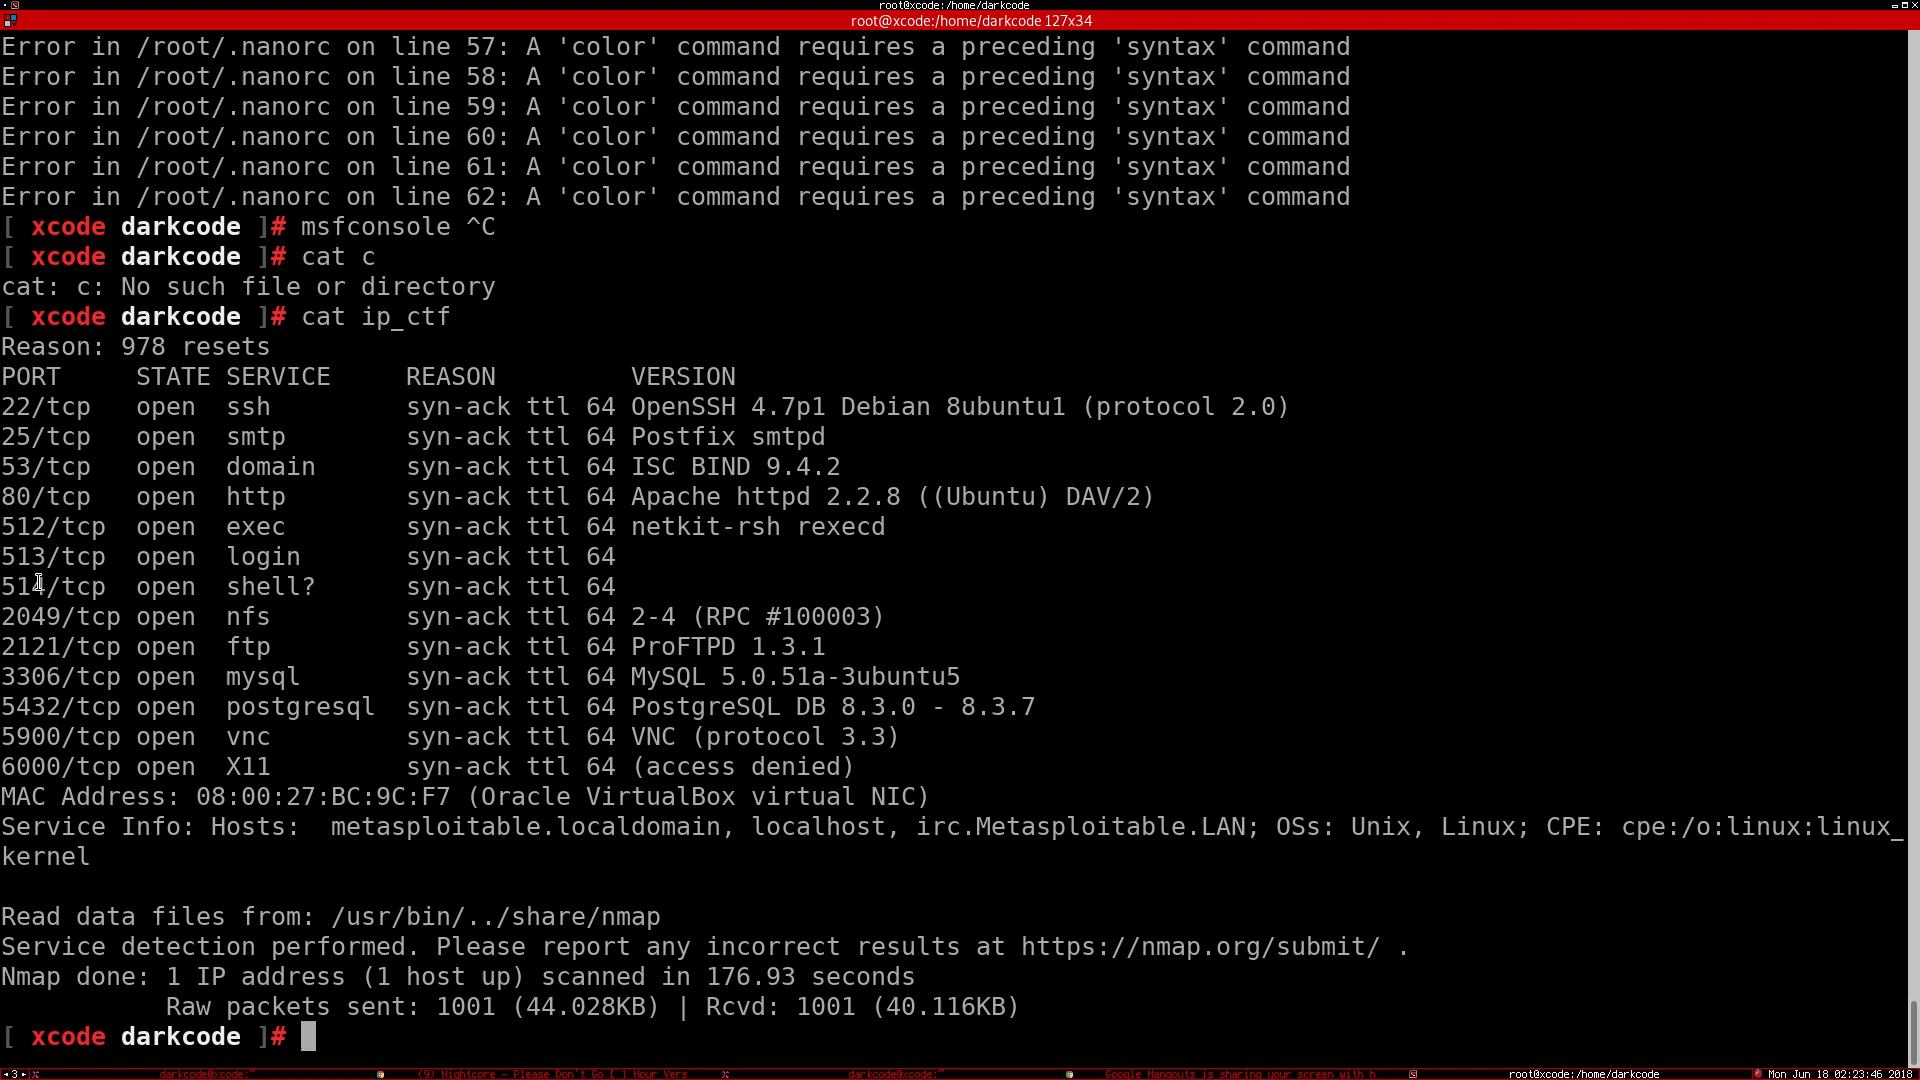 root@xcode:/home/darkcode
root@xcode:/home/darkcode 127x34
Error in /root/.nanorc on line 57: A 'color' command requires a preceding 'syntax' command
Error in /root/.nanorc on line 58: A 'color' command requires a preceding 'syntax' command
Error in /root/.nanorc on line 59: A 'color' command requires a preceding 'syntax' command
Error in /root/.nanorc on line 60: A 'color' command requires a preceding 'syntax' command
Error in /root/.nanorc on line 61: A 'color' command requires a preceding 'syntax' command
Error in /root/.nanorc on line 62: A 'color' command requires a preceding 'syntax' command
[ xcode darkcode ]# msfconsole ^C
[ xcode darkcode ]# cat c
cat: c: No such file or directory
[ xcode darkcode ]# cat ip_ctf
Reason: 978 resets
PORT     STATE SERVICE     REASON         VERSION
22/tcp   open  ssh         syn-ack ttl 64 OpenSSH 4.7p1 Debian 8ubuntu1 (protocol 2.0)
25/tcp   open  smtp        syn-ack ttl 64 Postfix smtpd
53/tcp   open  domain      syn-ack ttl 64 ISC BIND 9.4.2
80/tcp   open  http        syn-ack ttl 64 Apache httpd 2.2.8 ((Ubuntu) DAV/2)
512/tcp  open  exec        syn-ack ttl 64 netkit-rsh rexecd
513/tcp  open  login       syn-ack ttl 64
514/tcp  open  shell?      syn-ack ttl 64
2049/tcp open  nfs         syn-ack ttl 64 2-4 (RPC #100003)
2121/tcp open  ftp         syn-ack ttl 64 ProFTPD 1.3.1
3306/tcp open  mysql       syn-ack ttl 64 MySQL 5.0.51a-3ubuntu5
5432/tcp open  postgresql  syn-ack ttl 64 PostgreSQL DB 8.3.0 - 8.3.7
5900/tcp open  vnc         syn-ack ttl 64 VNC (protocol 3.3)
6000/tcp open  X11         syn-ack ttl 64 (access denied)
MAC Address: 08:00:27:BC:9C:F7 (Oracle VirtualBox virtual NIC)
Service Info: Hosts:  metasploitable.localdomain, localhost, irc.Metasploitable.LAN; OSs: Unix, Linux; CPE: cpe:/o:linux:linux_
kernel
Read data files from: /usr/bin/../share/nmap
Service detection performed. Please report any incorrect results at https://nmap.org/submit/ .
Nmap done: 1 IP address (1 host up) scanned in 176.93 seconds
           Raw packets sent: 1001 (44.028KB) | Rcvd: 1001 (40.116KB)
[ xcode darkcode ]#
3 darkcode@xcode:~ (9) Nightcore - Please Don't Go [ 1 Hour Vers darkcode@xcode:~ Google Hangouts is sharing your screen with h root@xcode:/home/darkcode Mon Jun 18 02:23:46 2018